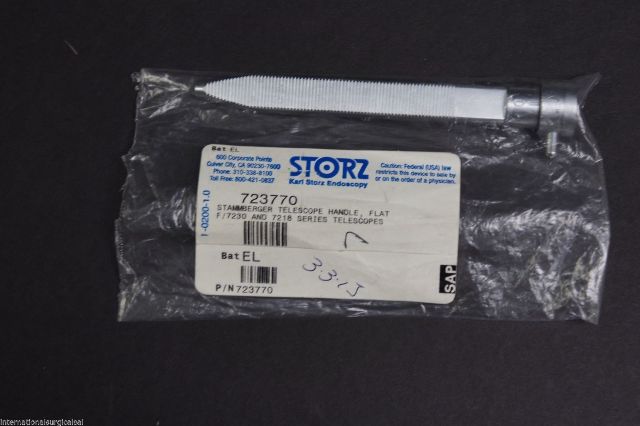 Bat EL
600 Corporate Pointe
Culver City, CA 90230-7600
Phone: 310-338-8100
Toll Free: 800-421-0837
STORZ
Karl Storz Endoscopy
Caution: Federal (USA) law
restricts this device to sale by
or on the order of a physician.
1-0200-1.0
723770
STAMMBERGER TELESCOPE HANDLE, FLAT
F/7230 AND 7218 SERIES TELESCOPES
Bat EL
P/N 723770
SAP
internationalsurgicalsal